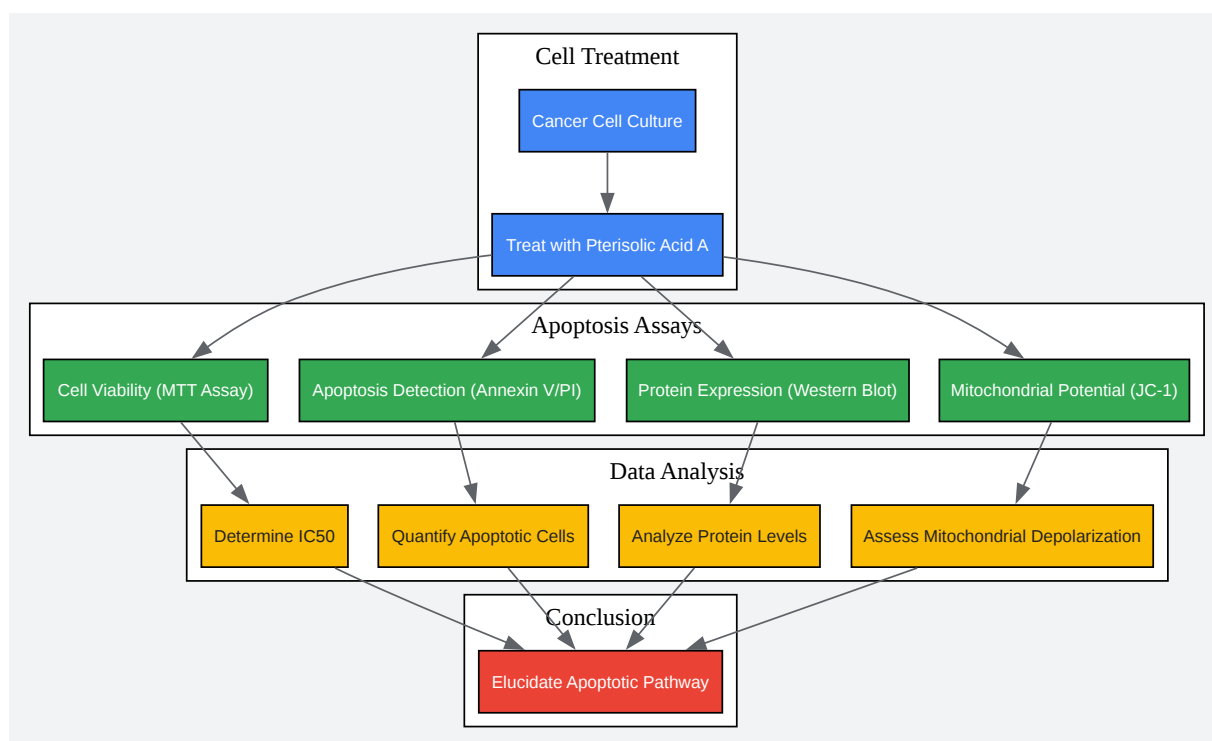 Cell Treatment
Cancer Cell Culture
Treat with Pterisolic Acid A
Apoptosis Assays
Cell Viability (MTT Assay)
Apoptosis Detection (Annexin V/PI)
Protein Expression (Western Blot)
Mitochondrial Potential (JC-1)
Data Analysis
Determine IC50
Quantify Apoptotic Cells
Analyze Protein Levels
Assess Mitochondrial Depolarization
Conclusion
Elucidate Apoptotic Pathway